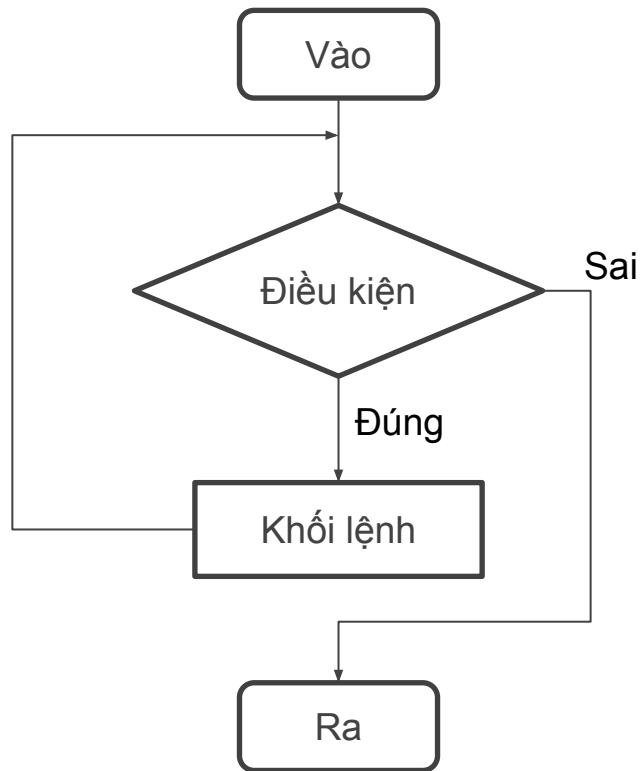 Vào
Điều kiện
Sai
Đúng
Khối lệnh
Ra